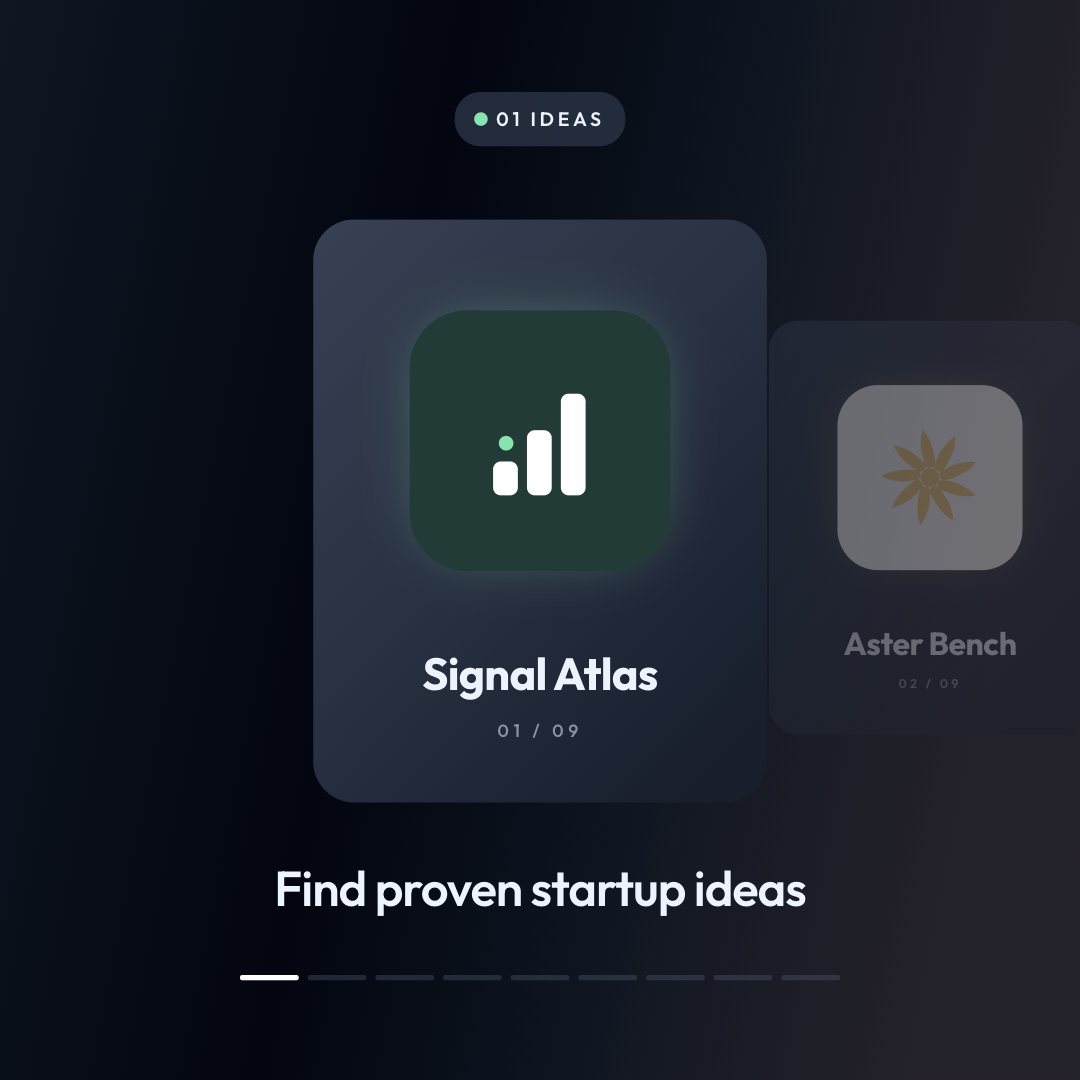 01 IDEAS
Signal Atlas
01 / 09
Aster Bench
02 / 09
Find proven startup ideas